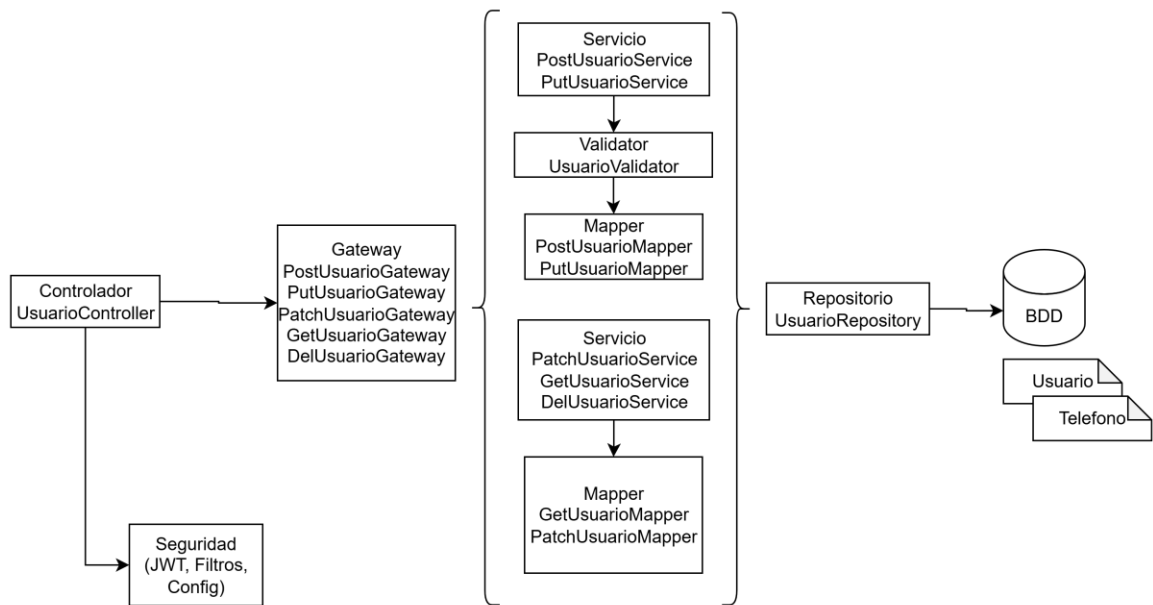 Controlador
UsuarioController
Seguridad
(JWT, Filtros,
Config)
Gateway
PostUsuarioGateway
PutUsuarioGateway
PatchUsuarioGateway
GetUsuarioGateway
DelUsuarioGateway
Servicio
PostUsuarioService
PutUsuarioService
Validator
UsuarioValidator
Mapper
PostUsuarioMapper
PutUsuarioMapper
Servicio
PatchUsuarioService
GetUsuarioService
DelUsuarioService
Mapper
GetUsuarioMapper
PatchUsuarioMapper
Repositorio
UsuarioRepository
BDD
Usuario
Telefono